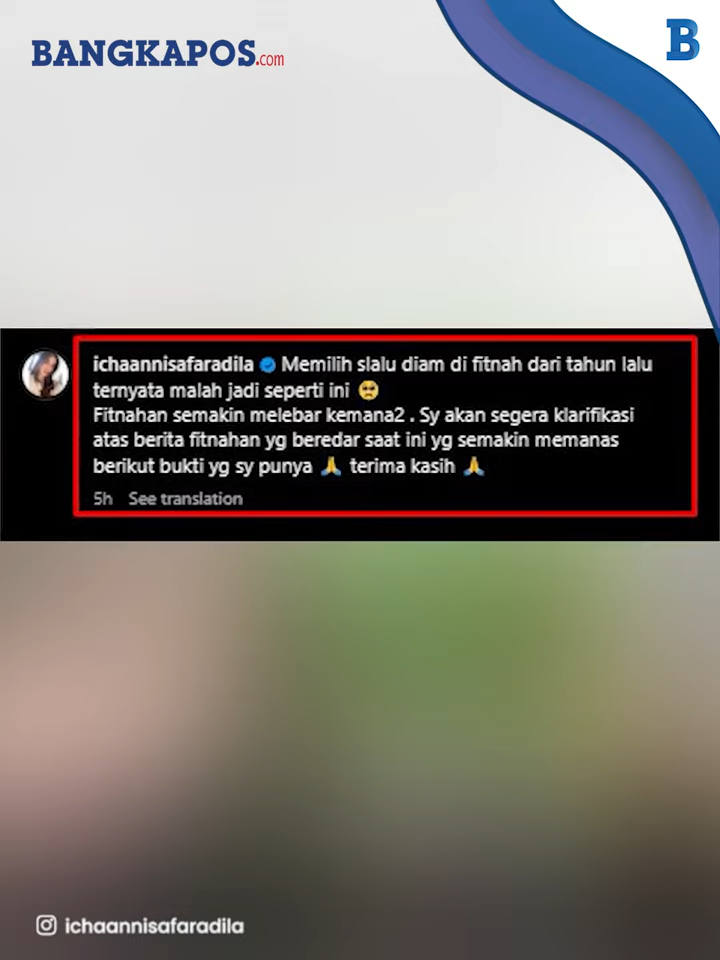 BANGKAPOS.com
B
ichaannisafaradila Memilih slalu diam di fitnah dari tahun lalu
ternyata malah jadi seperti ini 🥺
Fitnahan semakin melebar kemana2 . Sy akan segera klarifikasi
atas berita fitnahan yg beredar saat ini yg semakin memanas
berikut bukti yg sy punya 🙏 terima kasih 🙏
5h See translation
ichaannisafaradila